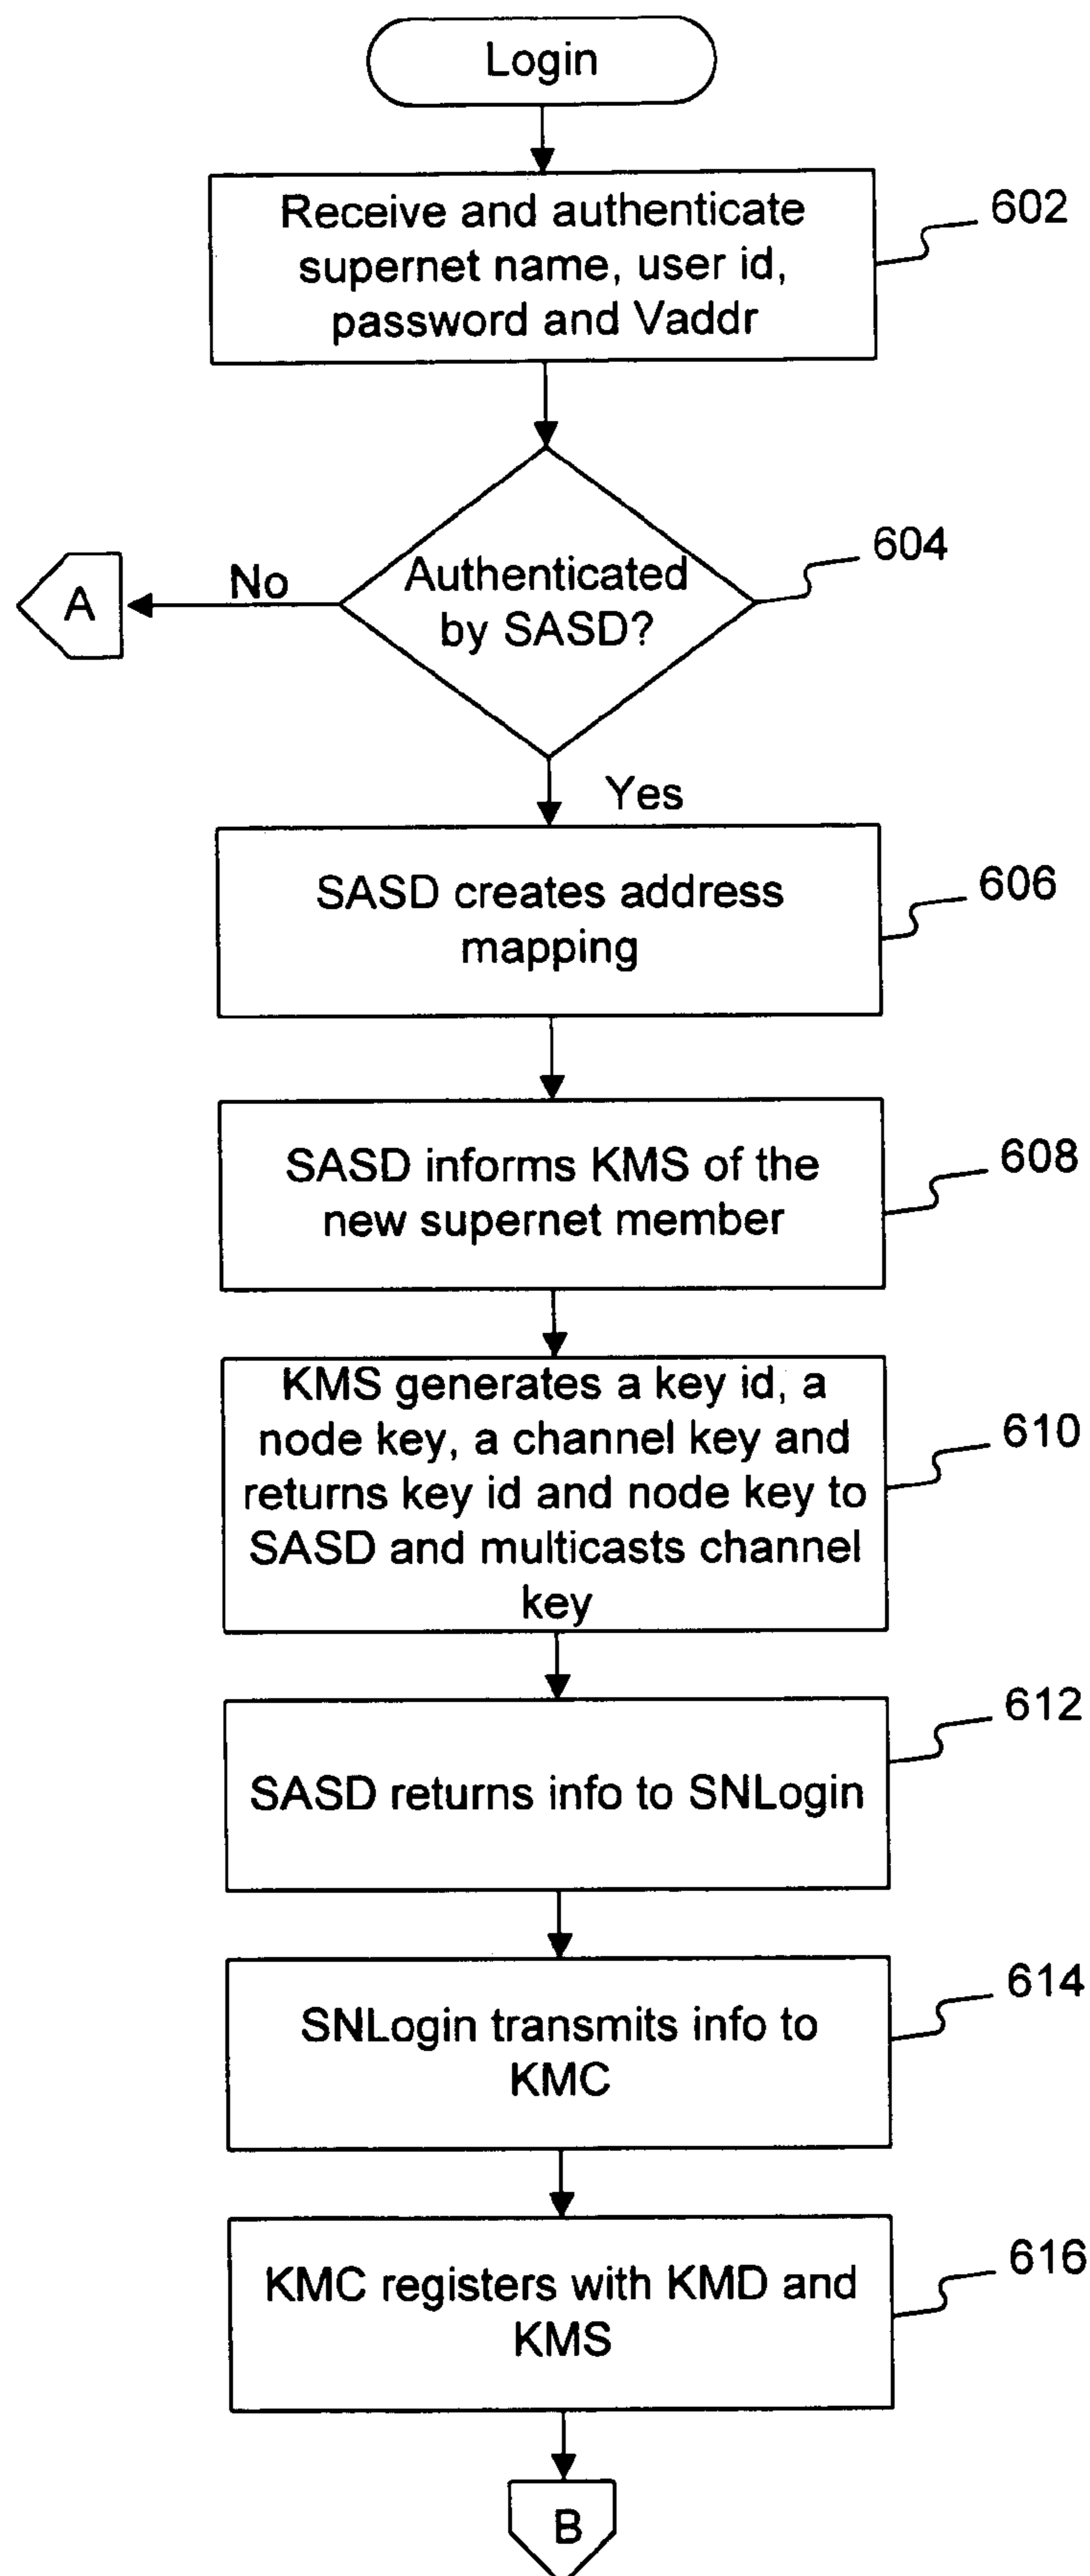 Login
Receive and authenticate
supernet name, user id,
password and Vaddr
602
Authenticated
by SASD?
604
No
A
Yes
SASD creates address
mapping
606
SASD informs KMS of the
new supernet member
608
KMS generates a key id, a
node key, a channel key and
returns key id and node key to
SASD and multicasts channel
key
610
SASD returns info to SNLogin
612
SNLogin transmits info to
KMC
614
KMC registers with KMD and
KMS
616
B